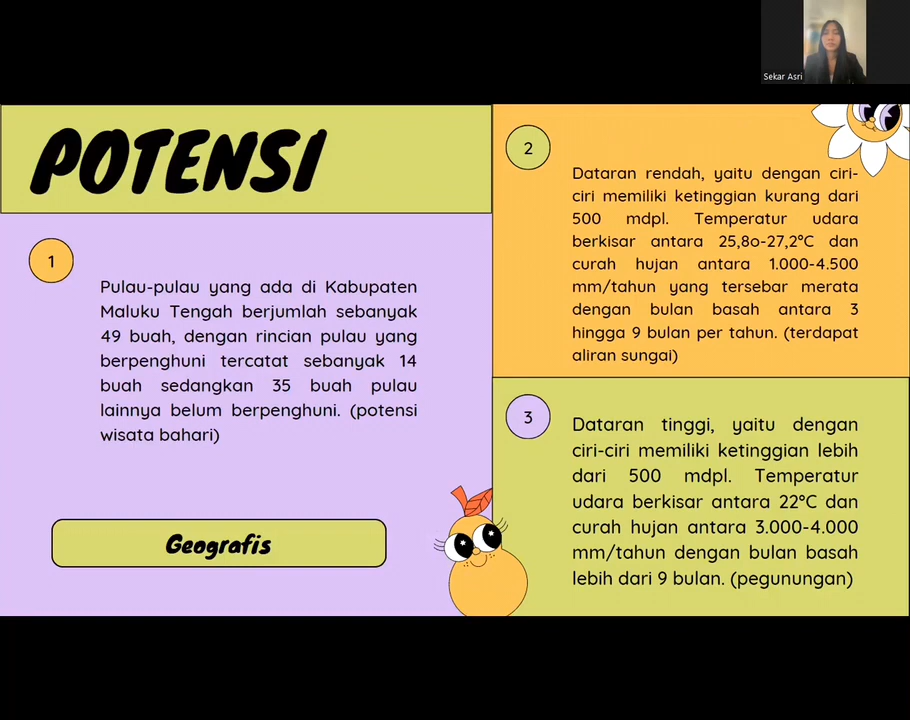 Sekar Asri
POTENSI
1
Pulau-pulau yang ada di Kabupaten
Maluku Tengah berjumlah sebanyak
49 buah, dengan rincian pulau yang
berpenghuni tercatat sebanyak 14
buah sedangkan 35 buah pulau
lainnya belum berpenghuni. (potensi
wisata bahari)
Geografis
2
Dataran rendah, yaitu dengan ciri-
ciri memiliki ketinggian kurang dari
500 mdpl. Temperatur udara
berkisar antara 25,8o-27,2°C dan
curah hujan antara 1.000-4.500
mm/tahun yang tersebar merata
dengan bulan basah antara 3
hingga 9 bulan per tahun. (terdapat
aliran sungai)
3
Dataran tinggi, yaitu dengan
ciri-ciri memiliki ketinggian lebih
dari 500 mdpl. Temperatur
udara berkisar antara 22°C dan
curah hujan antara 3.000-4.000
mm/tahun dengan bulan basah
lebih dari 9 bulan. (pegunungan)